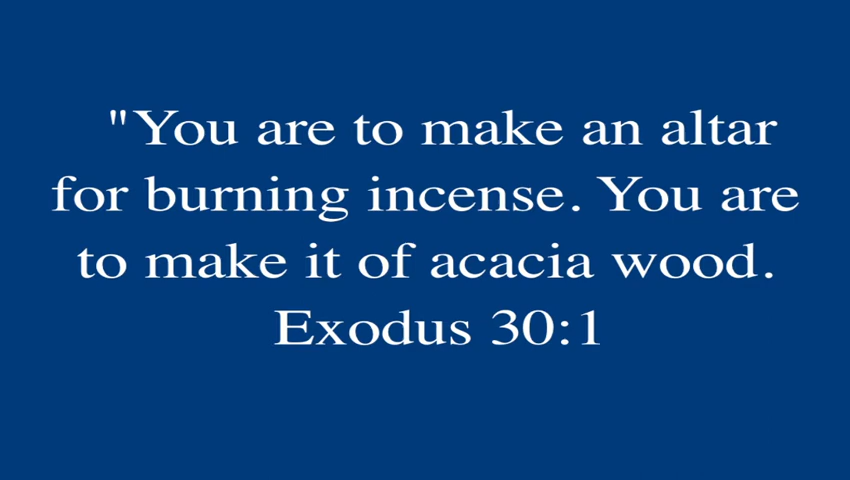 "You are to make an altar
for burning incense. You are
to make it of acacia wood.
Exodus 30:1